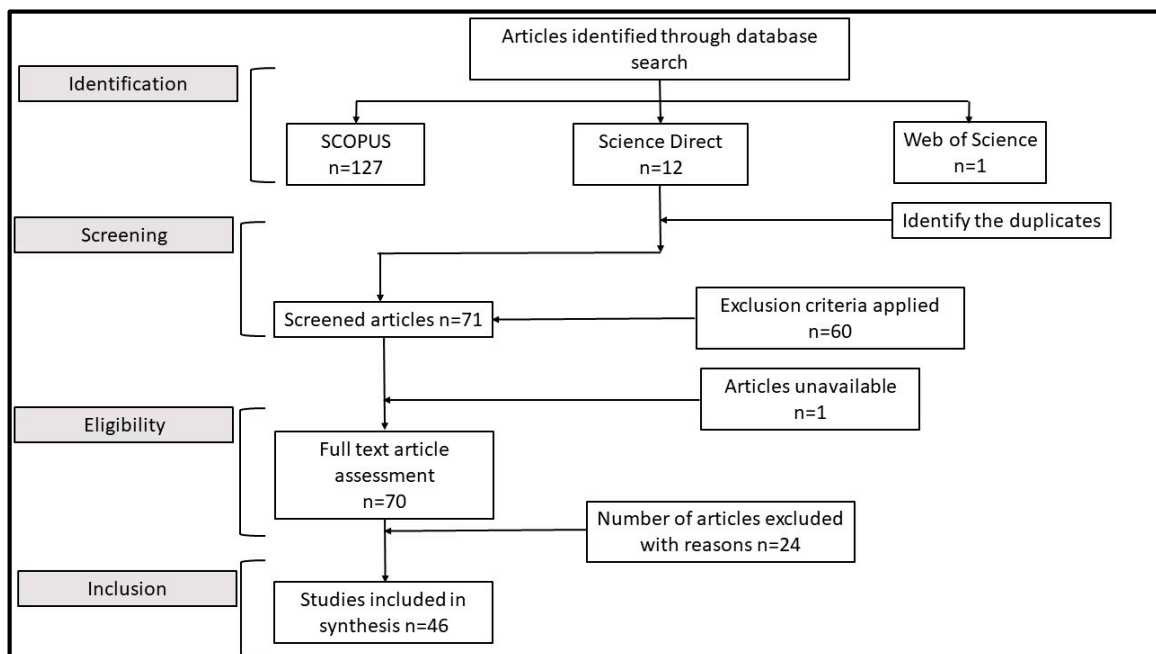 Articles identified through database
search
Identification
SCOPUS
n=127
Science Direct
n=12
Web of Science
n=1
Identify the duplicates
Screening
Screened articles n=71
Exclusion criteria applied
n=60
Articles unavailable
n=1
Eligibility
Full text article
assessment
n=70
Number of articles excluded
with reasons n=24
Inclusion
Studies included in
synthesis n=46